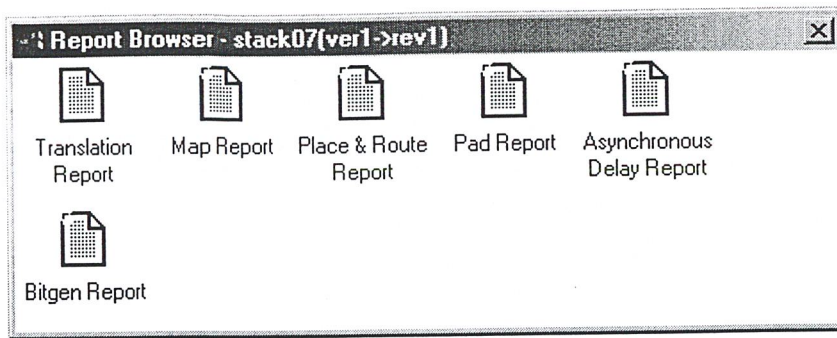 Report Browser - stack07(ver1->rev1)
Translation
Report
Map Report
Place & Route
Report
Pad Report
Asynchronous
Delay Report
Bitgen Report